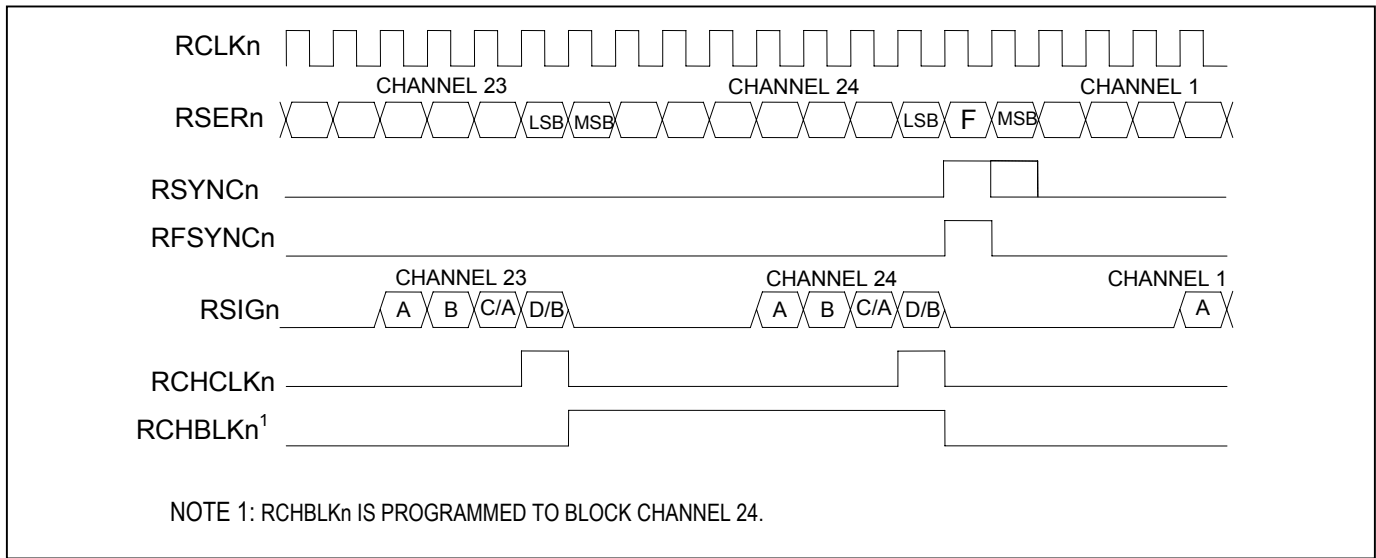 RCLKn
CHANNEL 23 CHANNEL 24 CHANNEL 1
RSERn LSB MSB LSB F MSB
RSYNCn
RFSYNCn
CHANNEL 23 CHANNEL 24 CHANNEL 1
RSIGn A B C/A D/B A B C/A D/B A
RCHCLKn
RCHBLKn¹
NOTE 1: RCHBLKn IS PROGRAMMED TO BLOCK CHANNEL 24.